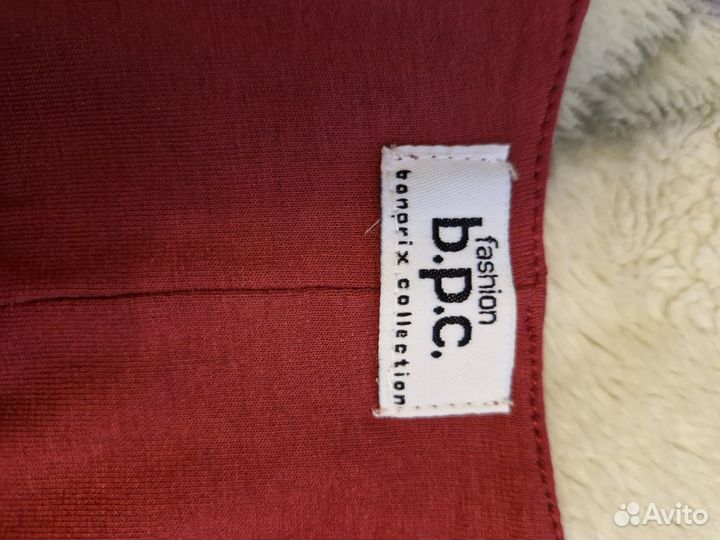 fashion
b.p.c.
bonprix collection
Avito